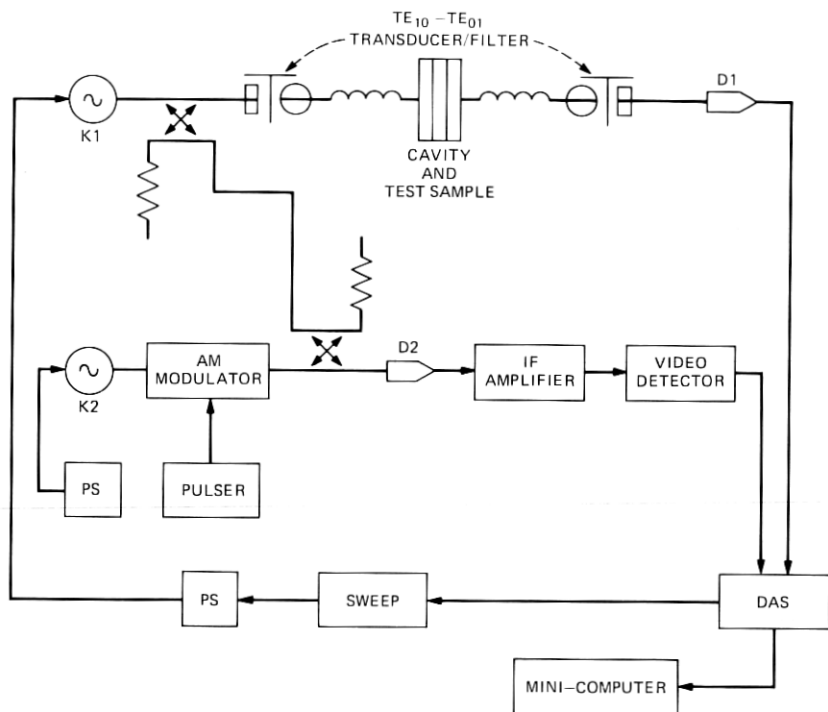 TE10 – TE01
TRANSDUCER/FILTER
D1
K1
CAVITY
AND
TEST SAMPLE
D2
AM
MODULATOR
IF
AMPLIFIER
VIDEO
DETECTOR
K2
PS
PULSER
PS
SWEEP
DAS
MINI–COMPUTER